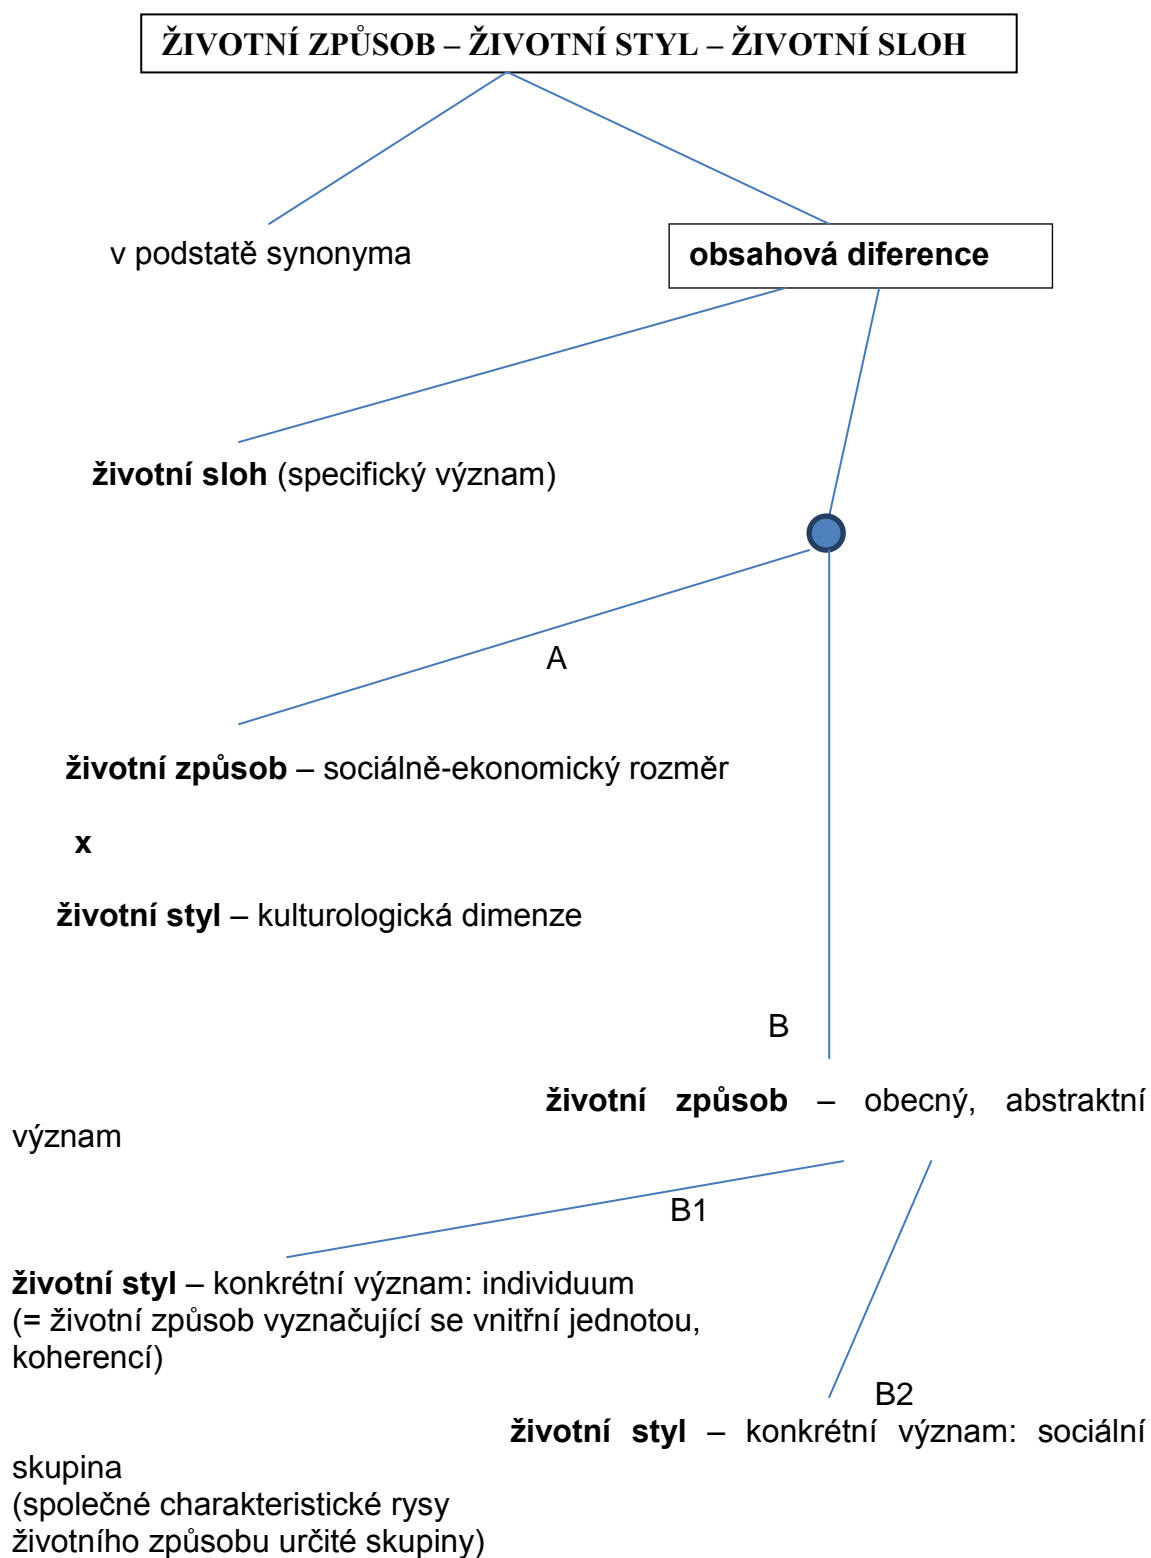 ŽIVOTNÍ ZPŮSOB – ŽIVOTNÍ STYL – ŽIVOTNÍ SLOH
v podstatě synonyma
obsahová diference
životní sloh (specifický význam)
A
životní způsob – sociálně-ekonomický rozměr
x
životní styl – kulturologická dimenze
B
životní způsob – obecný, abstraktní
význam
B1
životní styl – konkrétní význam: individuum
(= životní způsob vyznačující se vnitřní jednotou,
koherencí)
B2
životní styl – konkrétní význam: sociální
skupina
(společné charakteristické rysy
životního způsobu určité skupiny)